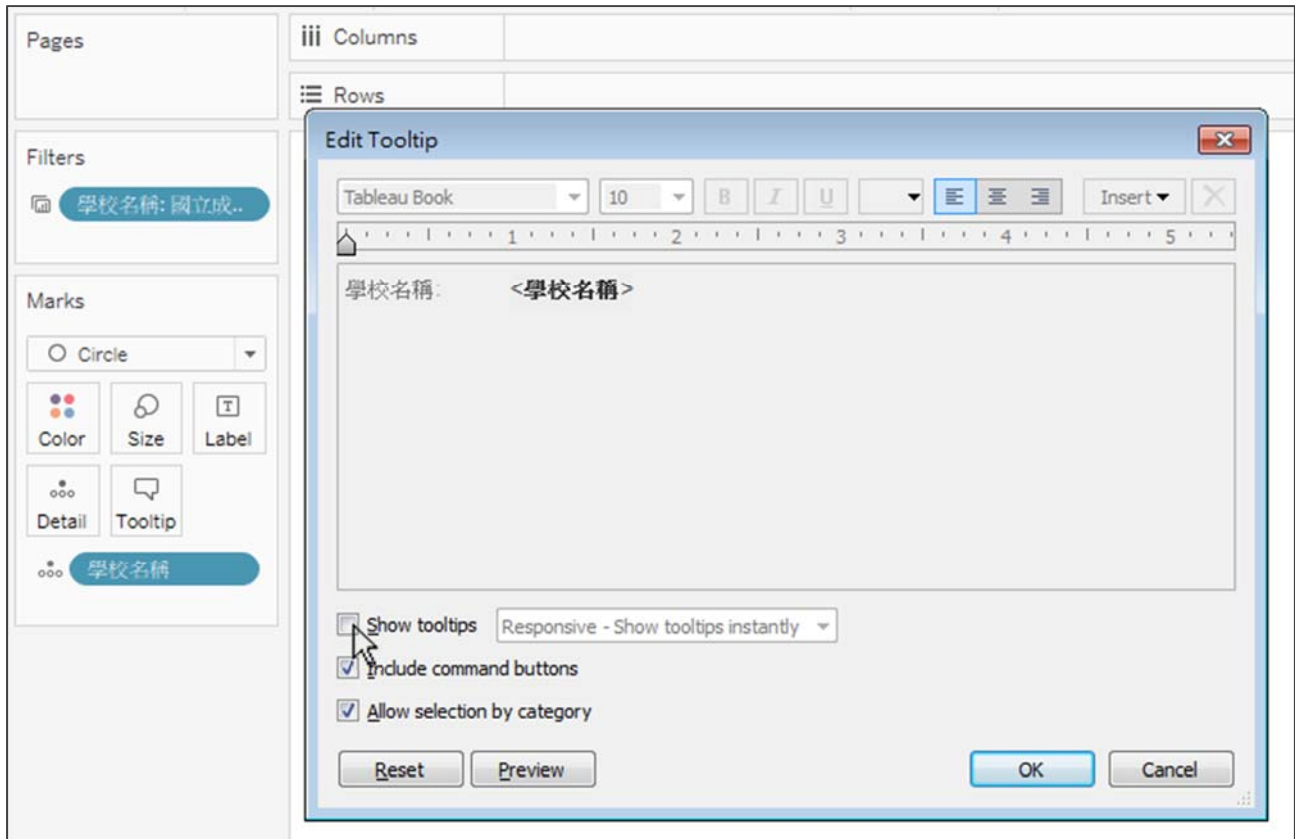 Pages
Columns
Rows
Filters
學校名稱: 國立成..
Marks
Circle
Color
Size
Label
Detail
Tooltip
學校名稱
Edit Tooltip
Tableau Book
10
B
I
U
Insert
1 2 3 4 5
學校名稱: <學校名稱>
Show tooltips
Responsive - Show tooltips instantly
Include command buttons
Allow selection by category
Reset
Preview
OK
Cancel